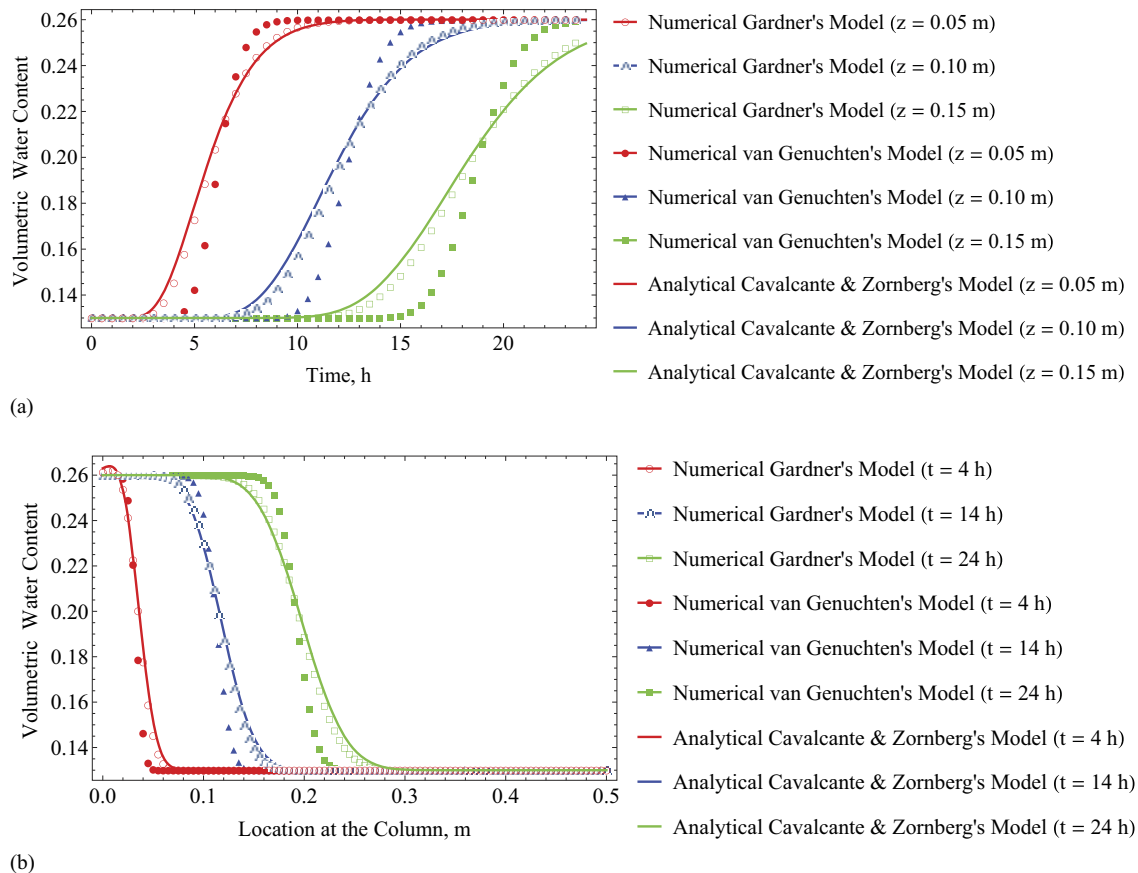 0.26
0.24
0.22
0.20
0.18
0.16
0.14
Volumetric Water Content
0 5 10 15 20
Time, h
Numerical Gardner's Model (z = 0.05 m)
Numerical Gardner's Model (z = 0.10 m)
Numerical Gardner's Model (z = 0.15 m)
Numerical van Genuchten's Model (z = 0.05 m)
Numerical van Genuchten's Model (z = 0.10 m)
Numerical van Genuchten's Model (z = 0.15 m)
Analytical Cavalcante & Zornberg's Model (z = 0.05 m)
Analytical Cavalcante & Zornberg's Model (z = 0.10 m)
Analytical Cavalcante & Zornberg's Model (z = 0.15 m)
(a)
0.26
0.24
0.22
0.20
0.18
0.16
0.14
Volumetric Water Content
0.0 0.1 0.2 0.3 0.4 0.5
Location at the Column, m
Numerical Gardner's Model (t = 4 h)
Numerical Gardner's Model (t = 14 h)
Numerical Gardner's Model (t = 24 h)
Numerical van Genuchten's Model (t = 4 h)
Numerical van Genuchten's Model (t = 14 h)
Numerical van Genuchten's Model (t = 24 h)
Analytical Cavalcante & Zornberg's Model (t = 4 h)
Analytical Cavalcante & Zornberg's Model (t = 14 h)
Analytical Cavalcante & Zornberg's Model (t = 24 h)
(b)